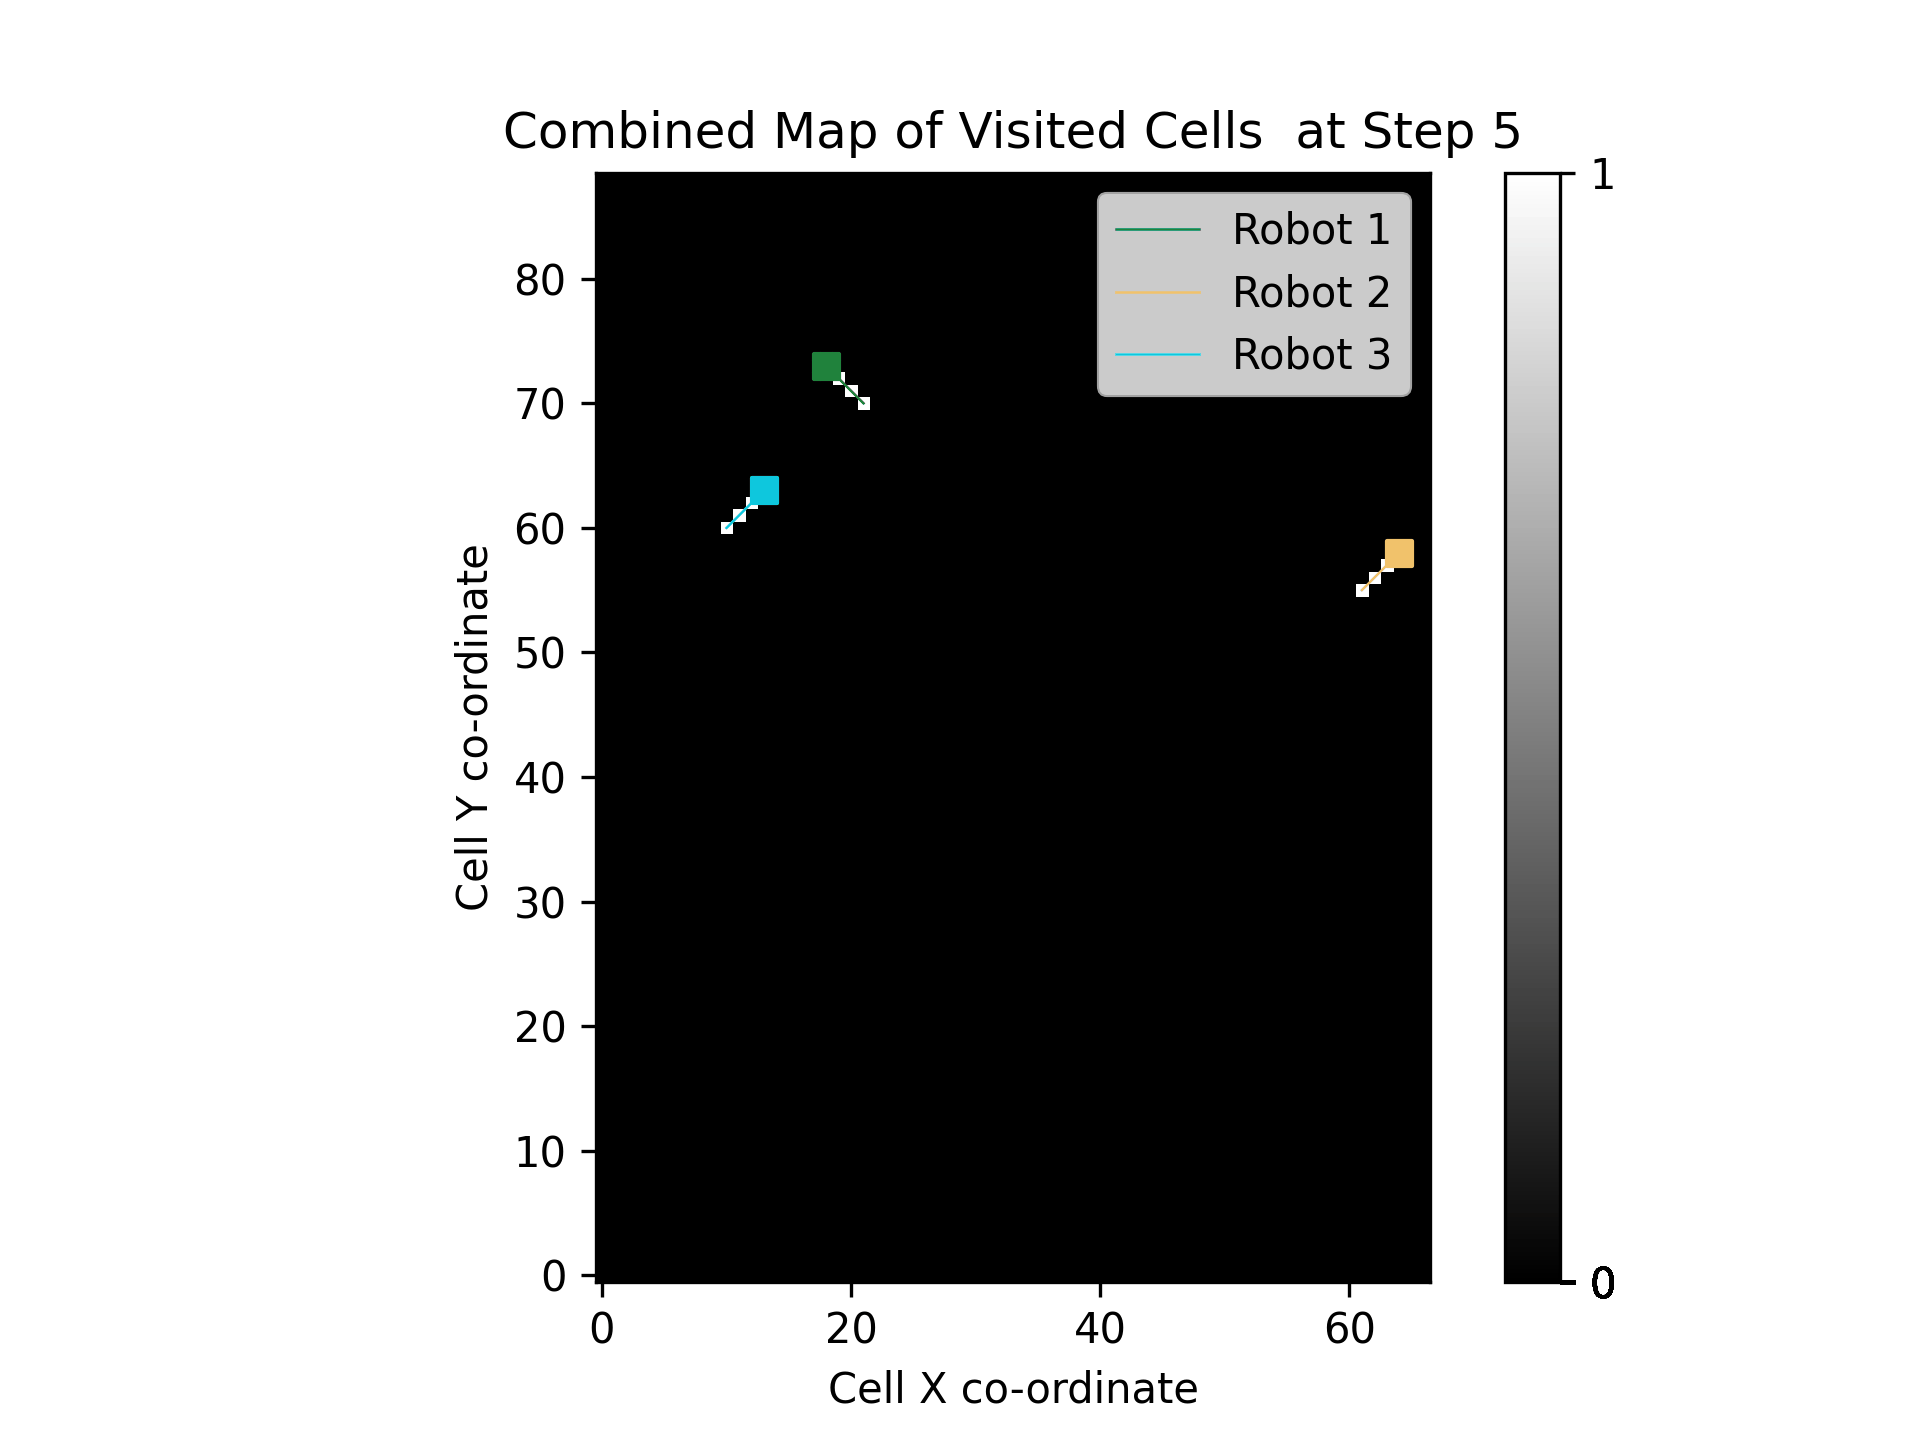 Combined Map of Visited Cells  at Step 5
Robot 1
Robot 2
Robot 3
1
0
80
70
60
50
40
30
20
10
0
Cell Y co-ordinate
0 20 40 60
Cell X co-ordinate